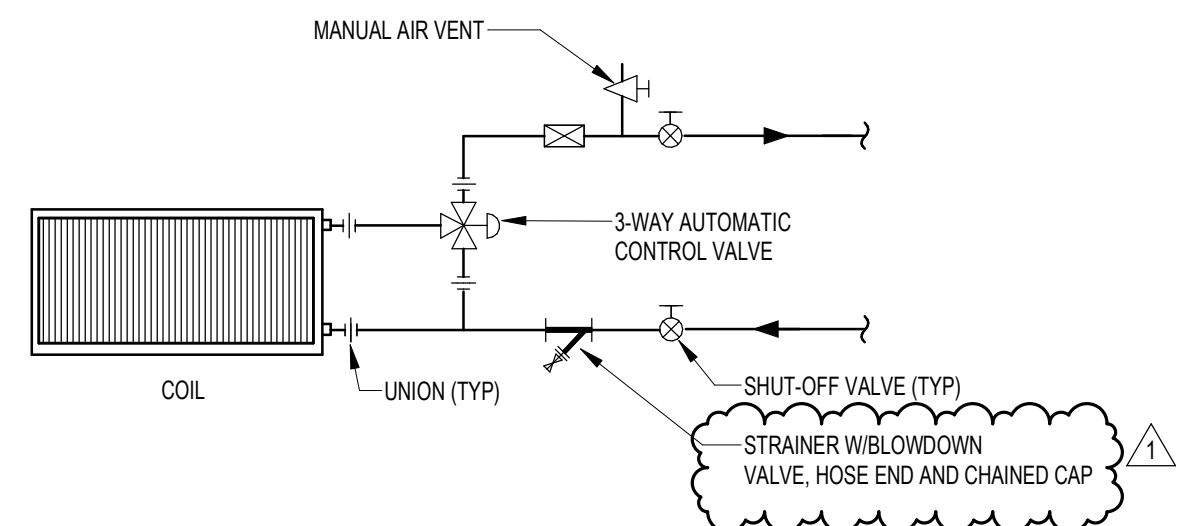 MANUAL AIR VENT
3-WAY AUTOMATIC
CONTROL VALVE
COIL
UNION (TYP)
SHUT-OFF VALVE (TYP)
STRAINER W/BLOWDOWN
VALVE, HOSE END AND CHAINED CAP
1